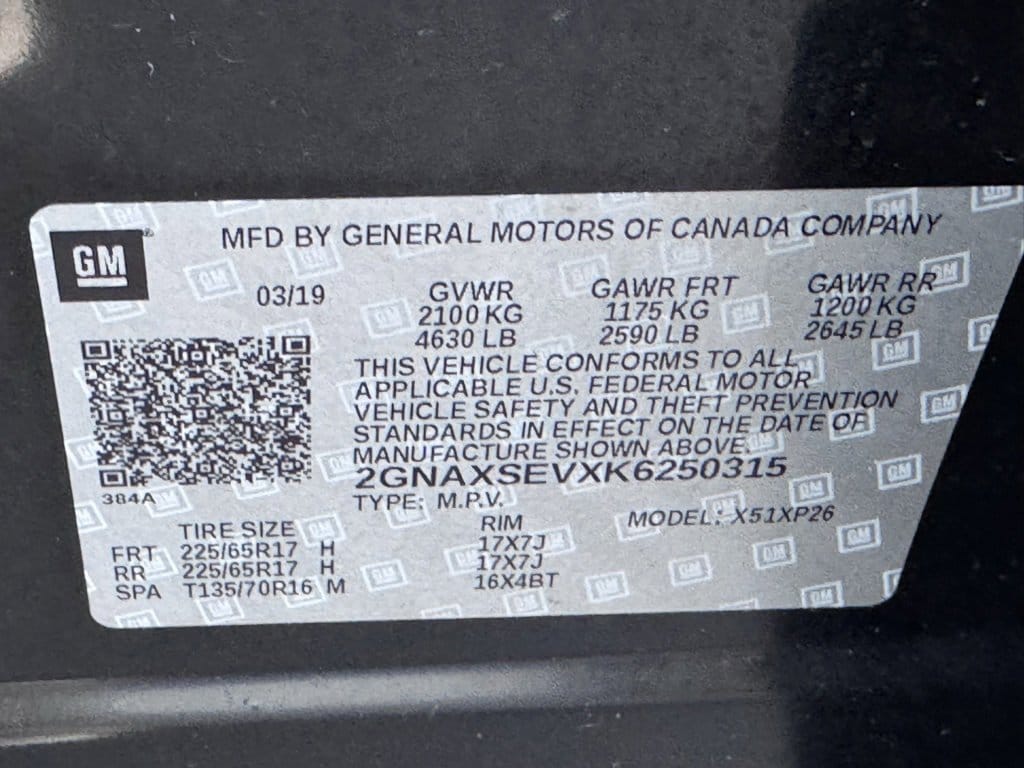 GM
MFD BY GENERAL MOTORS OF CANADA COMPANY
03/19 GVWR GAWR FRT GAWR RR
2100 KG 1175 KG 1200 KG
4630 LB 2590 LB 2645 LB
THIS VEHICLE CONFORMS TO ALL
APPLICABLE U.S. FEDERAL MOTOR
VEHICLE SAFETY AND THEFT PREVENTION
STANDARDS IN EFFECT ON THE DATE OF
MANUFACTURE SHOWN ABOVE.
2GNAXSEVXK6250315
384A
TYPE: M.P.V. MODEL: X51XP26
TIRE SIZE RIM
FRT 225/65R17 H 17X7J
RR 225/65R17 H 17X7J
SPA T135/70R16 M 16X4BT